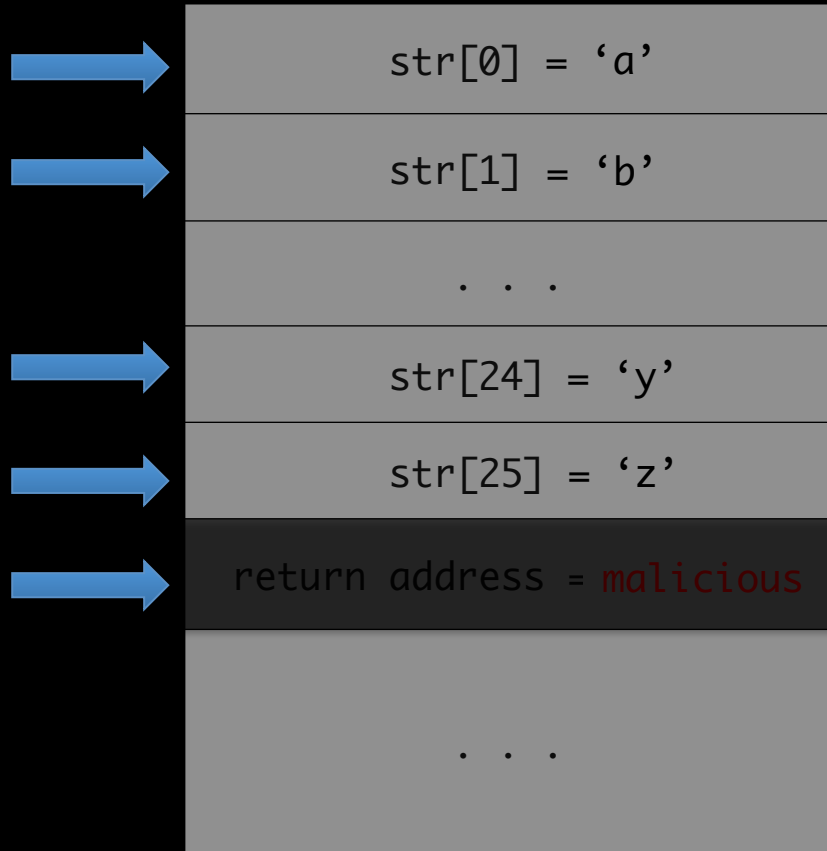 str[0] = ‘a’
str[1] = ‘b’
. . .
str[24] = ‘y’
str[25] = ‘z’
return address = malicious
. . .